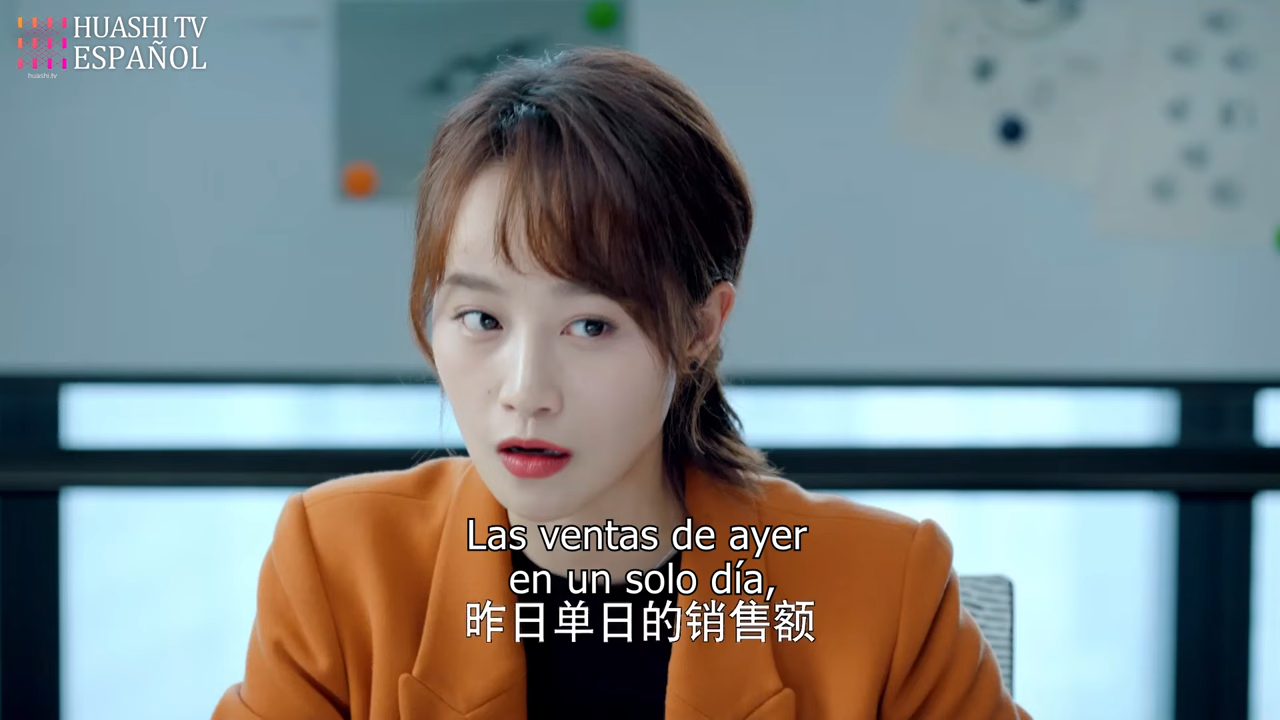 HUASHI TV
ESPAÑOL
huashi.tv
Las ventas de ayer
en un solo día,
昨日单日的销售额